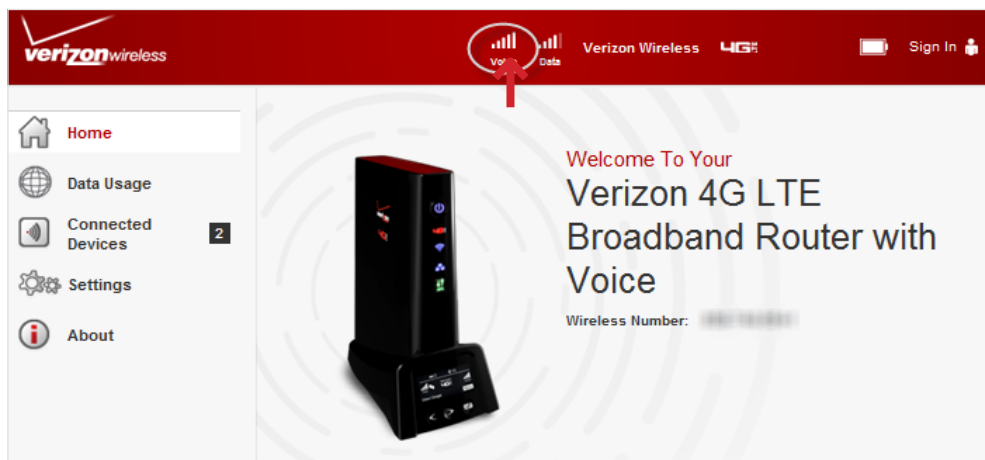 verizonwireless
Voice Data Verizon Wireless 4G Sign In
Home
Data Usage
Connected
Devices 2
Settings
About
Welcome To Your
Verizon 4G LTE
Broadband Router with
Voice
Wireless Number: